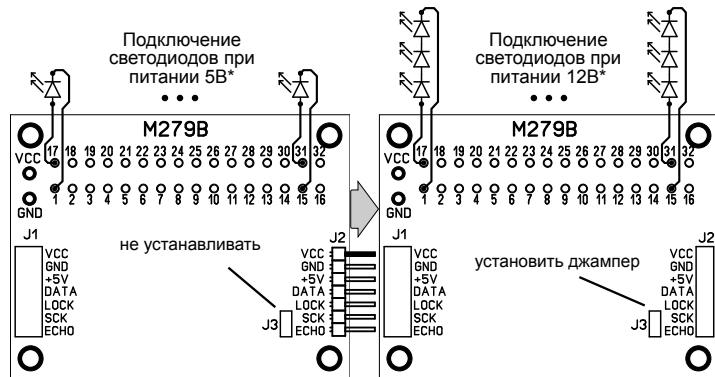 Подключение
светодиодов при
питании 5В*
• • •
M279B
VCC
17 18 19 20 21 22 23 24 25 26 27 28 29 30 31 32
1 2 3 4 5 6 7 8 9 10 11 12 13 14 15 16
GND
J1
VCC
GND
+5V
DATA
LOCK
SCK
ECHO
не устанавливать
J2
VCC
GND
+5V
DATA
LOCK
SCK
ECHO
J3
Подключение
светодиодов при
питании 12В*
• • •
M279B
VCC
17 18 19 20 21 22 23 24 25 26 27 28 29 30 31 32
1 2 3 4 5 6 7 8 9 10 11 12 13 14 15 16
GND
J1
VCC
GND
+5V
DATA
LOCK
SCK
ECHO
установить джампер
J2
VCC
GND
+5V
DATA
LOCK
SCK
ECHO
J3